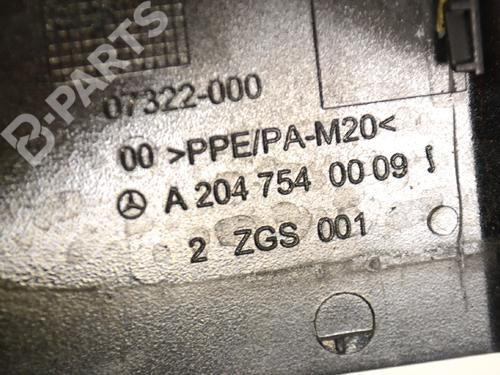 B-PARTS
07322-000
00 >PPE/PA-M20<
A 204 754 00 09
2 ZGS 001